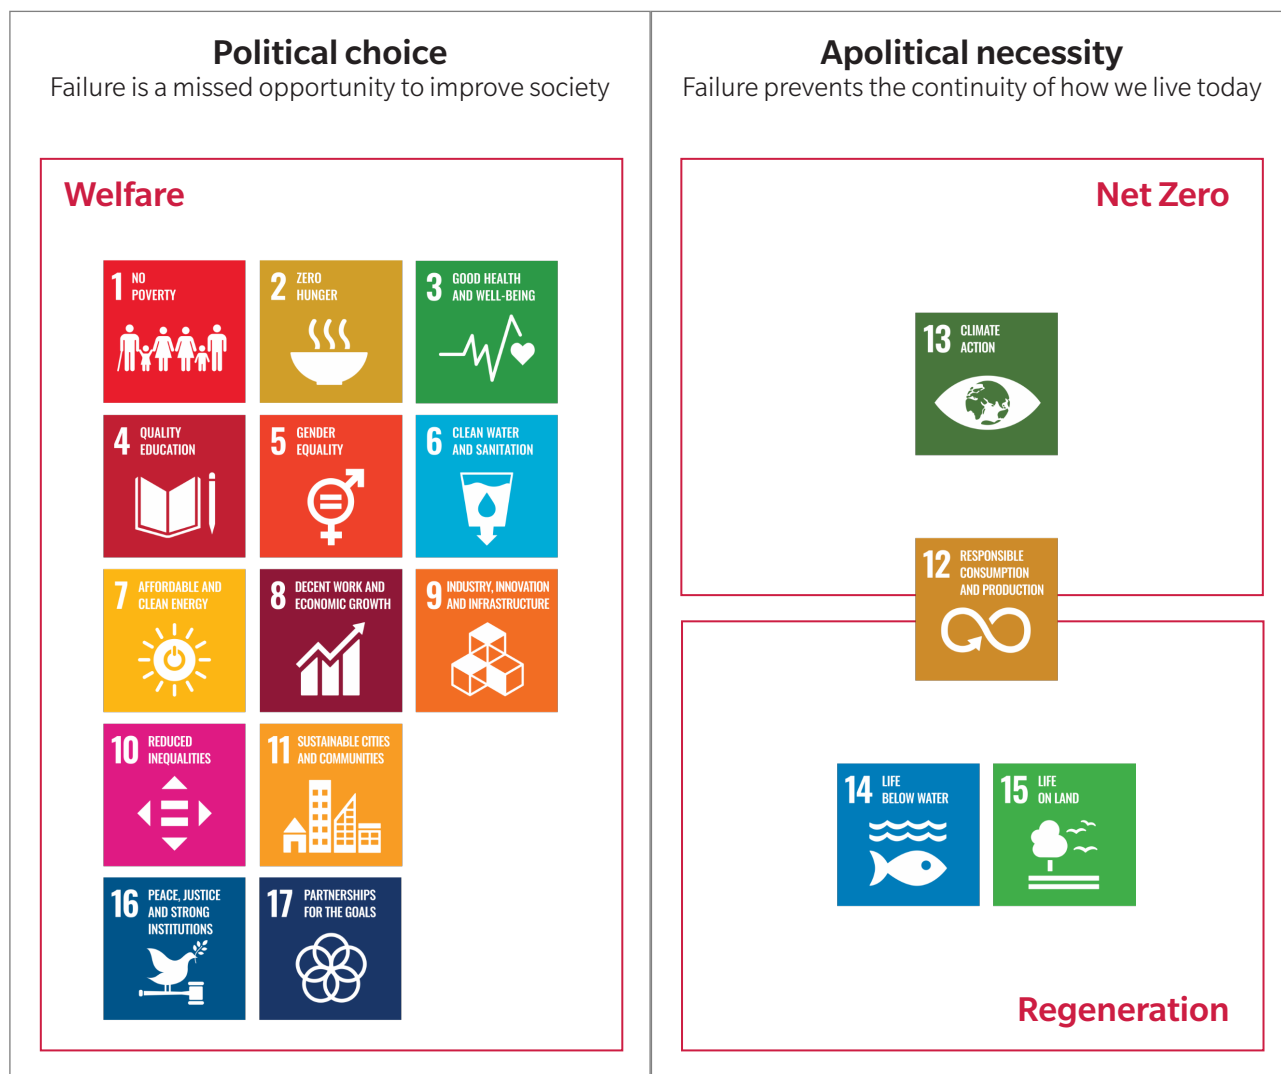 Political choice
Failure is a missed opportunity to improve society
Welfare
1 NO
POVERTY
2 ZERO
HUNGER
3 GOOD HEALTH
AND WELL-BEING
4 QUALITY
EDUCATION
5 GENDER
EQUALITY
6 CLEAN WATER
AND SANITATION
7 AFFORDABLE AND
CLEAN ENERGY
8 DECENT WORK AND
ECONOMIC GROWTH
9 INDUSTRY, INNOVATION
AND INFRASTRUCTURE
10 REDUCED
INEQUALITIES
11 SUSTAINABLE CITIES
AND COMMUNITIES
16 PEACE, JUSTICE
AND STRONG
INSTITUTIONS
17 PARTNERSHIPS
FOR THE GOALS
Apolitical necessity
Failure prevents the continuity of how we live today
Net Zero
13 CLIMATE
ACTION
12 RESPONSIBLE
CONSUMPTION
AND PRODUCTION
14 LIFE
BELOW WATER
15 LIFE
ON LAND
Regeneration